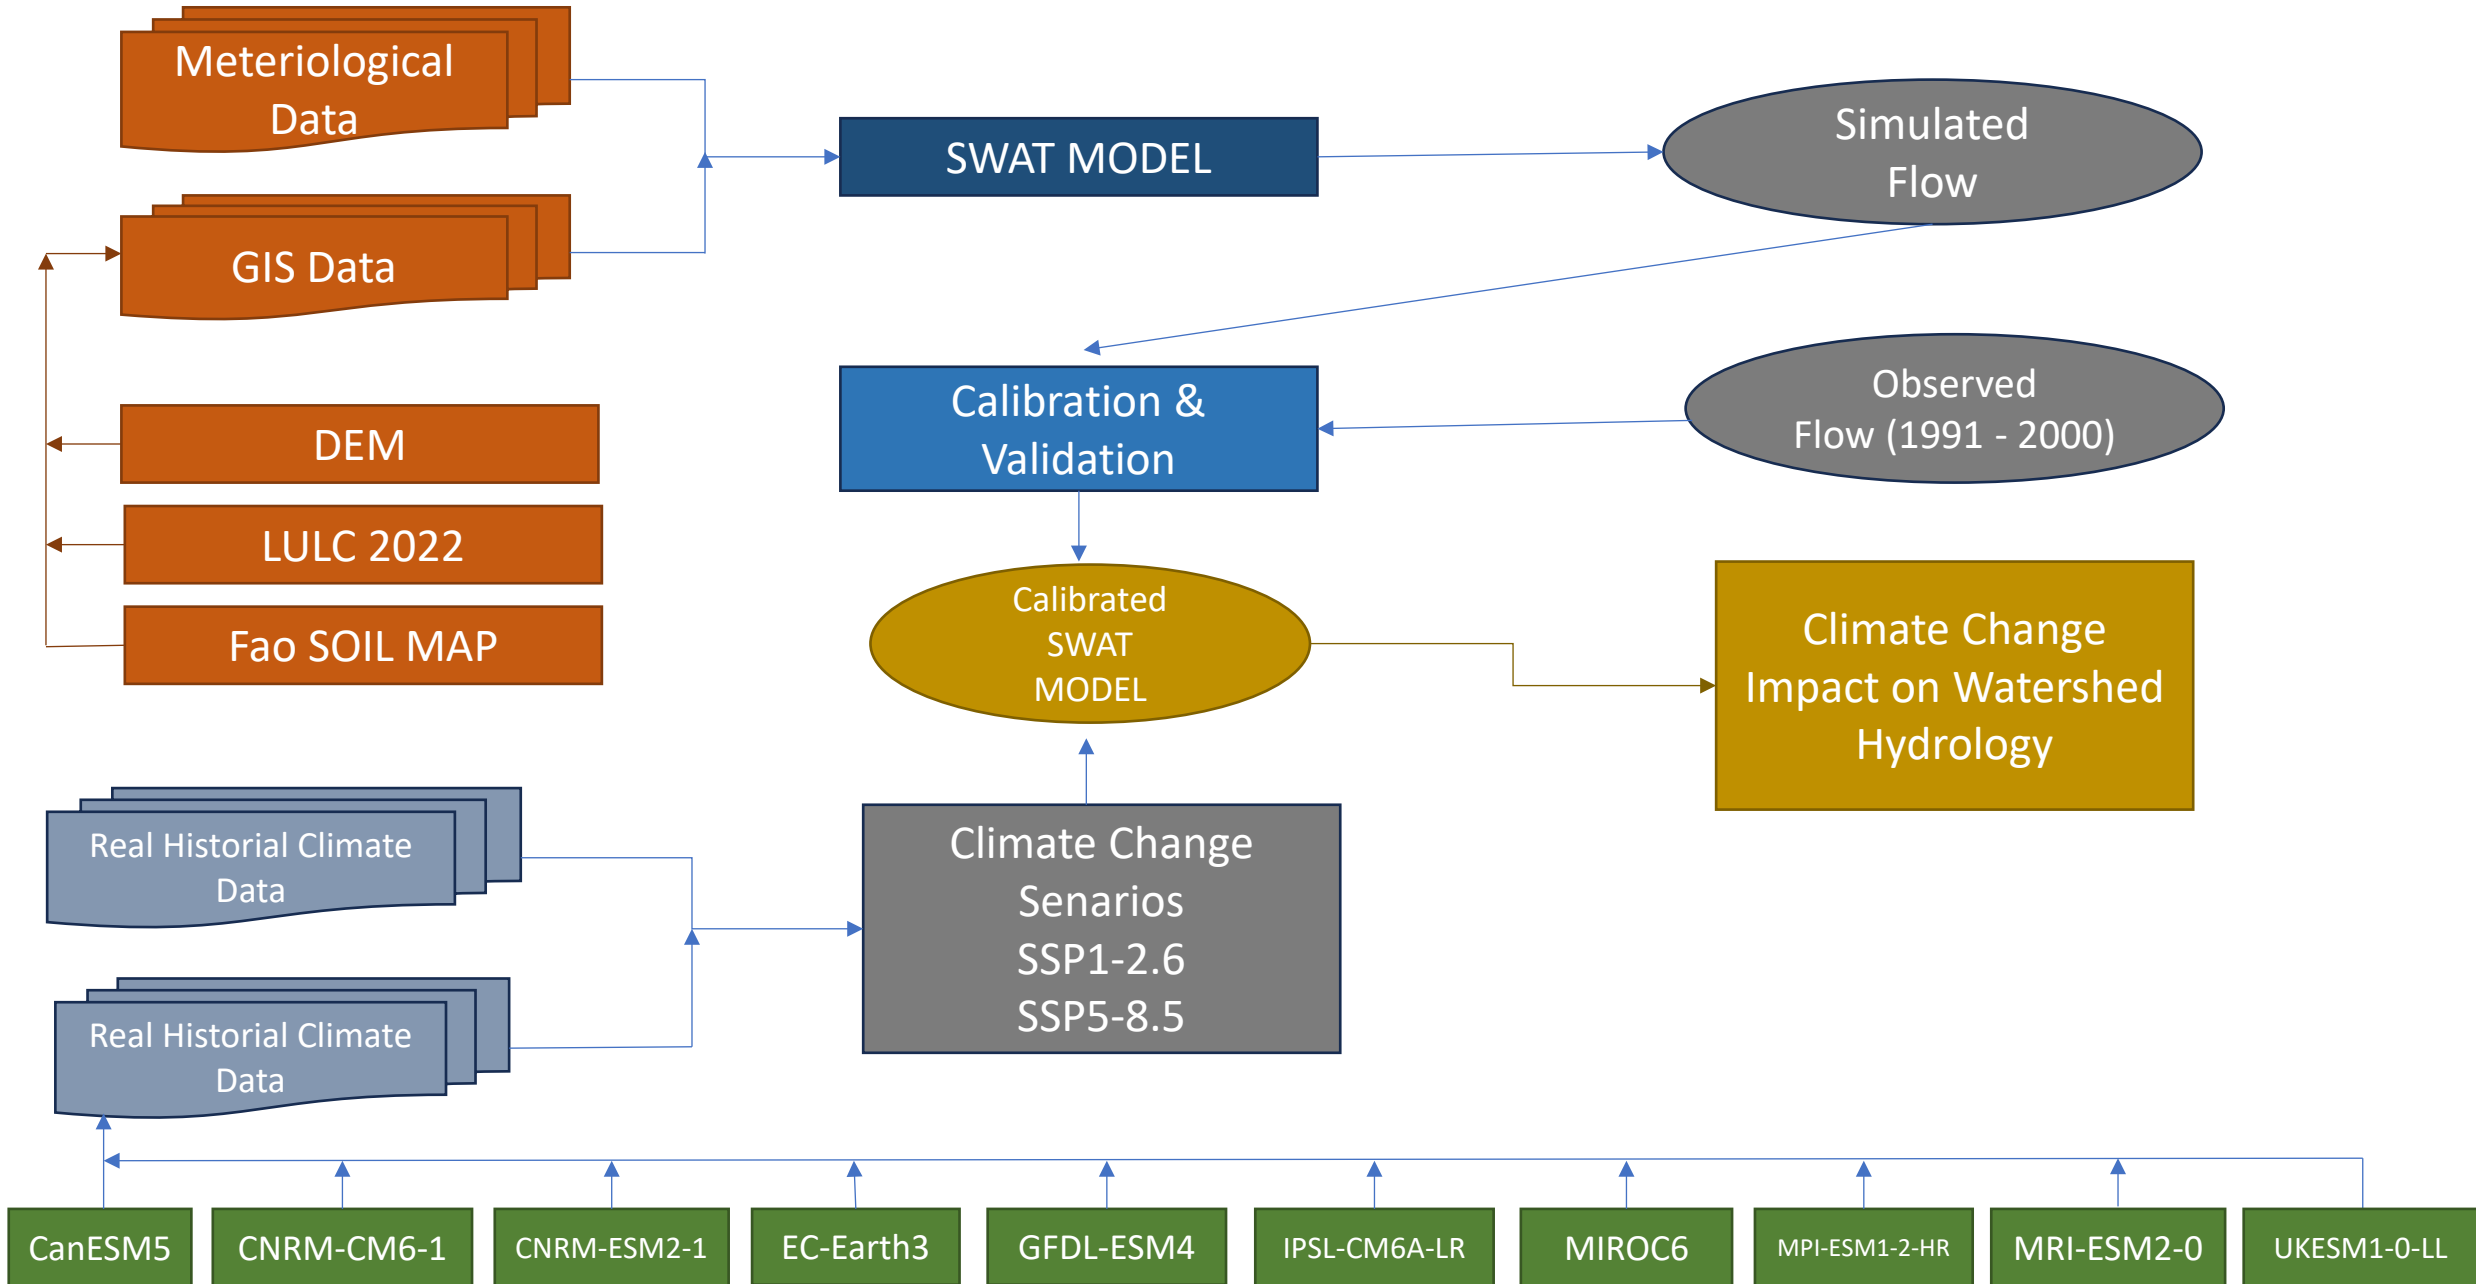 Meteriological
Data
GIS Data
DEM
LULC 2022
Fao SOIL MAP
SWAT MODEL
Simulated
Flow
Calibration &
Validation
Observed
Flow (1991 - 2000)
Calibrated
SWAT
MODEL
Climate Change
Impact on Watershed
Hydrology
Real Historial Climate
Data
Real Historial Climate
Data
Climate Change
Senarios
SSP1-2.6
SSP5-8.5
CanESM5
CNRM-CM6-1
CNRM-ESM2-1
EC-Earth3
GFDL-ESM4
IPSL-CM6A-LR
MIROC6
MPI-ESM1-2-HR
MRI-ESM2-0
UKESM1-0-LL